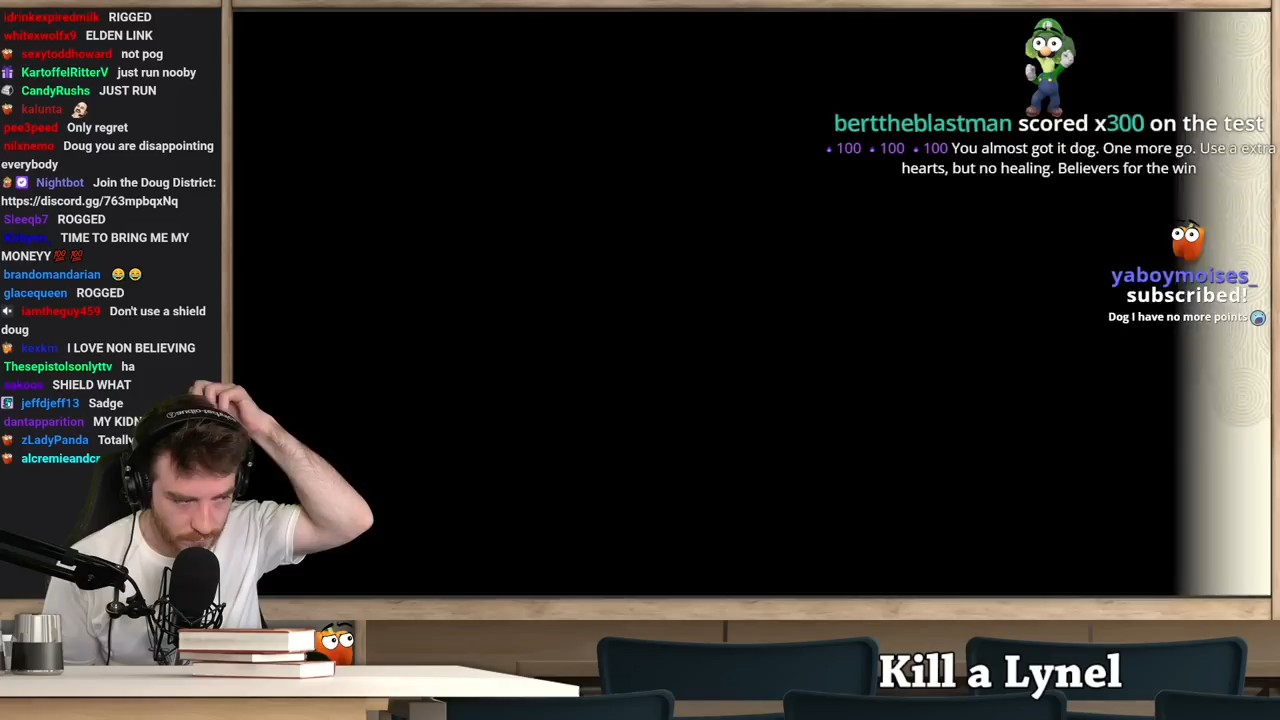 idrinkexpiredmilk RIGGED
whitexwolfx9 ELDEN LINK
sexytoddhoward not pog
KartoffelRitterV just run nooby
CandyRushs JUST RUN
kalunta
pee3peed Only regret
nilxnemo Doug you are disappointing
everybody
Nightbot Join the Doug District:
https://discord.gg/763mpbqxNq
Sleeqb7 ROGGED
TIME TO BRING ME MY
MONEYY 💯 💯
brandomandarian 😂 😂
glacequeen ROGGED
iamtheguy459 Don't use a shield
doug
kexkm I LOVE NON BELIEVING
Thesepistolsonlyttv ha
SHIELD WHAT
jeffdjeff13 Sadge
dantapparition MY KIDN
zLadyPanda Totally
alcremieandcr
berttheblastman scored x300 on the test
100 100 100 You almost got it dog. One more go. Use a extra
hearts, but no healing. Believers for the win
yaboymoises_
subscribed!
Dog I have no more points
Kill a Lynel